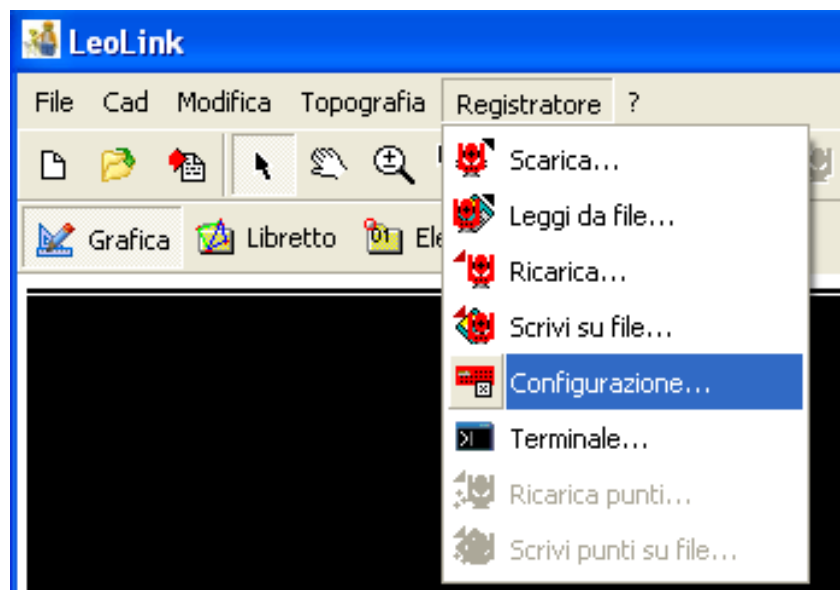 LeoLink
File Cad Modifica Topografia Registratore ?
Scarica...
Leggi da file...
Grafica Libretto
Ricarica...
Scrivi su file...
Configurazione...
Terminale...
Ricarica punti...
Scrivi punti su file...